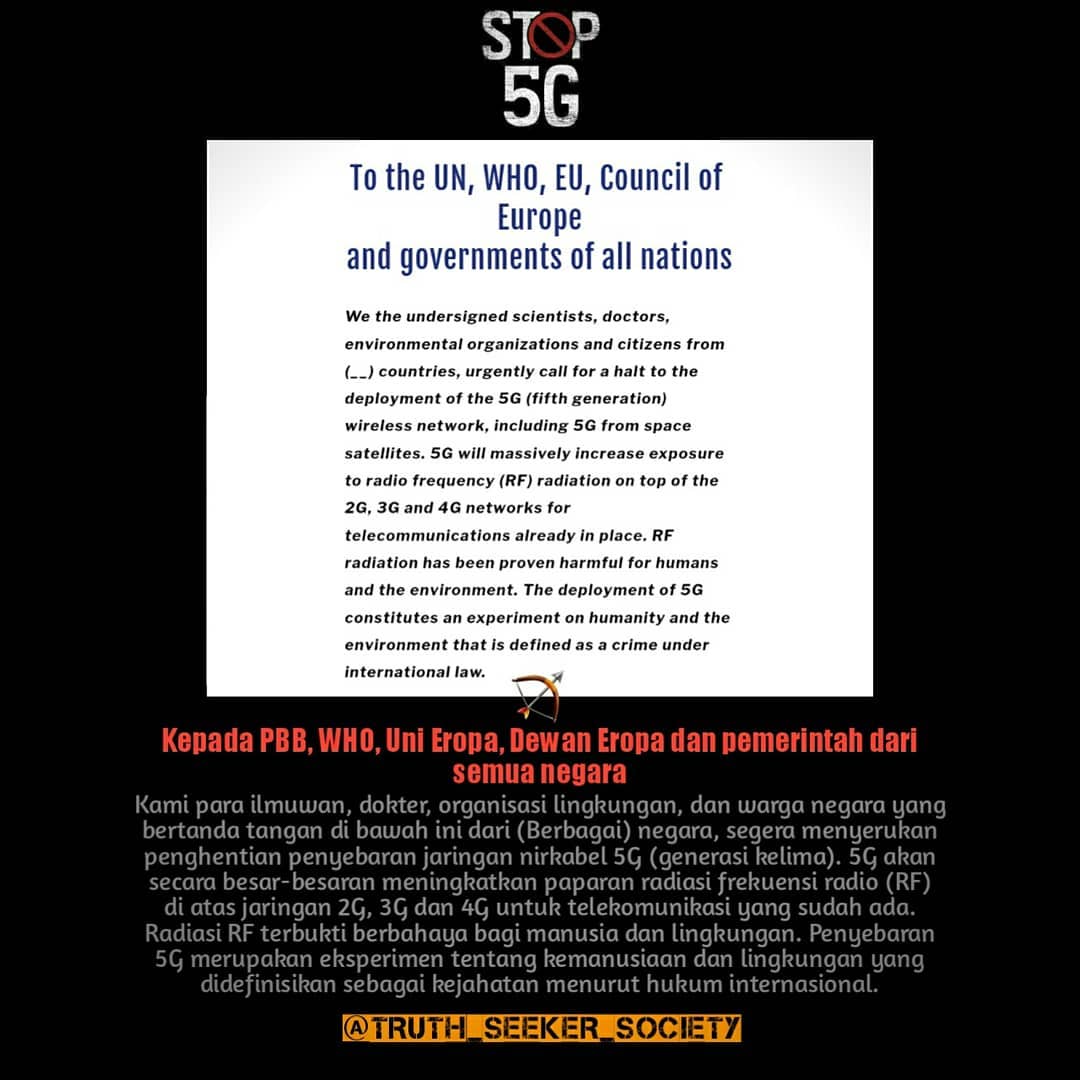 STOP
5G
To the UN, WHO, EU, Council of
Europe
and governments of all nations
We the undersigned scientists, doctors,
environmental organizations and citizens from
(__) countries, urgently call for a halt to the
deployment of the 5G (fifth generation)
wireless network, including 5G from space
satellites. 5G will massively increase exposure
to radio frequency (RF) radiation on top of the
2G, 3G and 4G networks for
telecommunications already in place. RF
radiation has been proven harmful for humans
and the environment. The deployment of 5G
constitutes an experiment on humanity and the
environment that is defined as a crime under
international law.
Kepada PBB, WHO, Uni Eropa, Dewan Eropa dan pemerintah dari
semua negara
Kami para ilmuwan, dokter, organisasi lingkungan, dan warga negara yang
bertanda tangan di bawah ini dari (Berbagai) negara, segera menyerukan
penghentian penyebaran jaringan nirkabel 5G (generasi kelima). 5G akan
secara besar-besaran meningkatkan paparan radiasi frekuensi radio (RF)
di atas jaringan 2G, 3G dan 4G untuk telekomunikasi yang sudah ada.
Radiasi RF terbukti berbahaya bagi manusia dan lingkungan. Penyebaran
5G merupakan eksperimen tentang kemanusiaan dan lingkungan yang
didefinisikan sebagai kejahatan menurut hukum internasional.
@TRUTH_SEEKER_SOCIETY